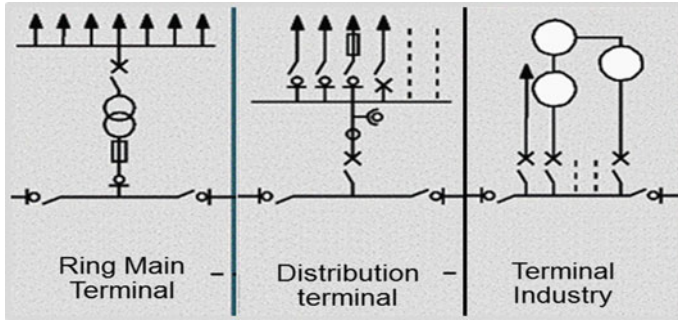 Ring Main
Terminal
Distribution
terminal
Terminal
Industry